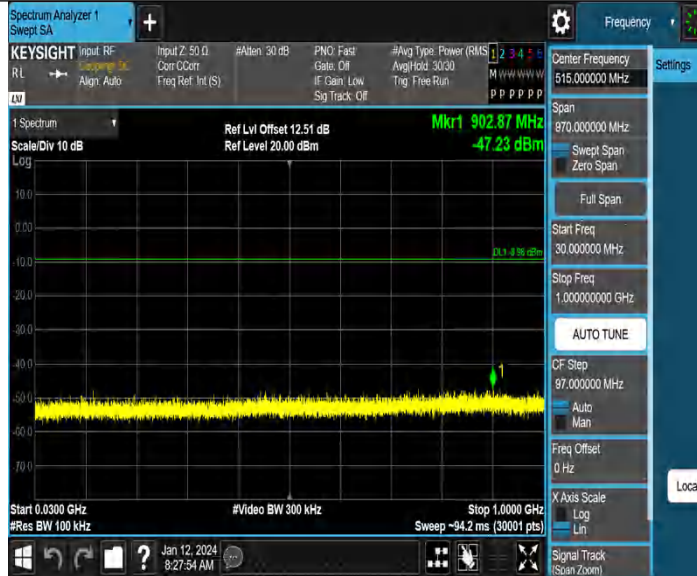 Spectrum Analyzer 1
Swept SA
+
Frequency
KEYSIGHT
Input: RF
Coupling: DC
Align: Auto
Input Z: 50 Ω
Corr CCorr
Freq Ref: Int (S)
#Atten: 30 dB
PNO: Fast
Gate: Off
IF Gain: Low
Sig Track: Off
#Avg Type: Power (RMS
Avg|Hold: 30/30
Trig: Free Run
1 2 3 4 5 6
M W W W W W
P P P P P P
R L
Center Frequency
515.000000 MHz
Settings
Span
970.000000 MHz
Swept Span
Zero Span
Full Span
Start Freq
30.000000 MHz
Stop Freq
1.000000000 GHz
AUTO TUNE
CF Step
97.000000 MHz
Auto
Man
Freq Offset
0 Hz
X Axis Scale
Log
Lin
Signal Track
(Span Zoom)
Loca
1 Spectrum
Scale/Div 10 dB
Log
Ref Lvl Offset 12.51 dB
Ref Level 20.00 dBm
Mkr1 902.87 MHz
-47.23 dBm
10.0
0.00
-10.0
-20.0
-30.0
-40.0
-50.0
-60.0
-70.0
DL1 -8.96 dBm
1
Start 0.0300 GHz
#Res BW 100 kHz
#Video BW 300 kHz
Stop 1.0000 GHz
Sweep ~94.2 ms (30001 pts)
?
Jan 12, 2024
8:27:54 AM